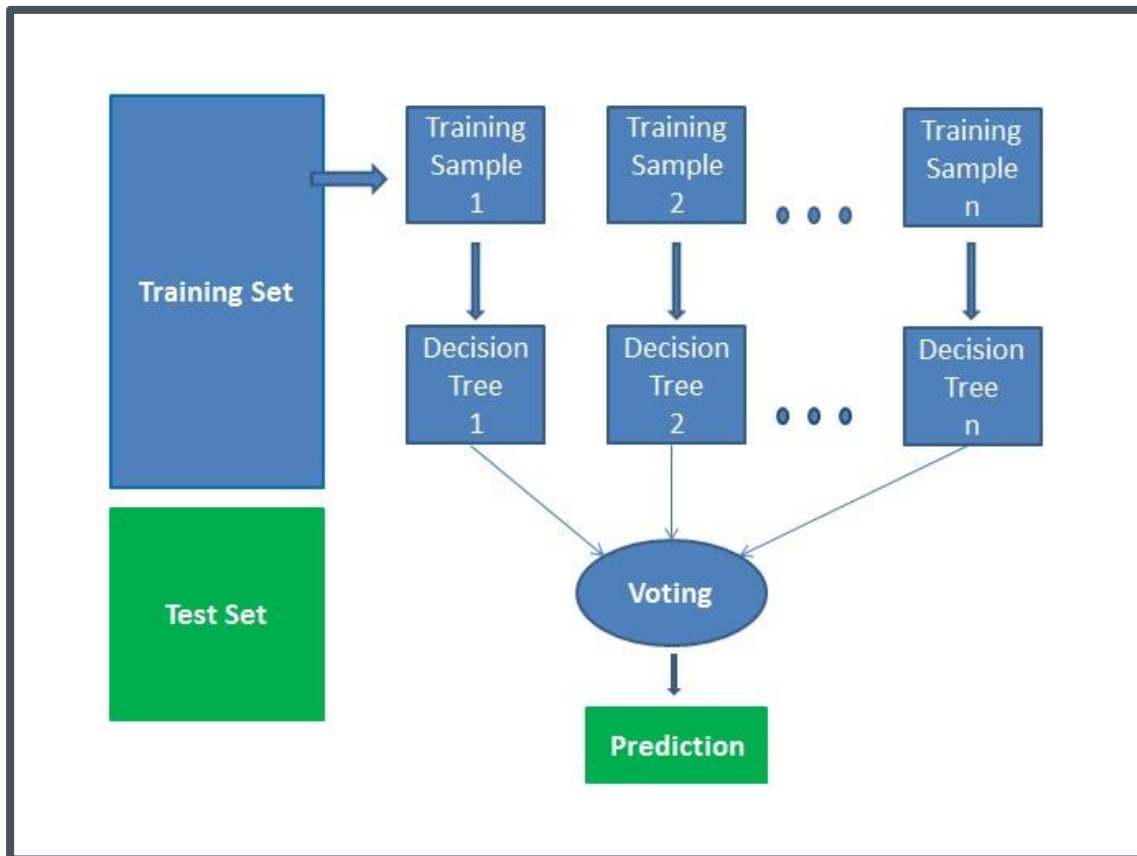 Training
Sample
1
Training
Sample
2
Training
Sample
n
Training Set
Decision
Tree
1
Decision
Tree
2
Decision
Tree
n
Voting
Test Set
Prediction